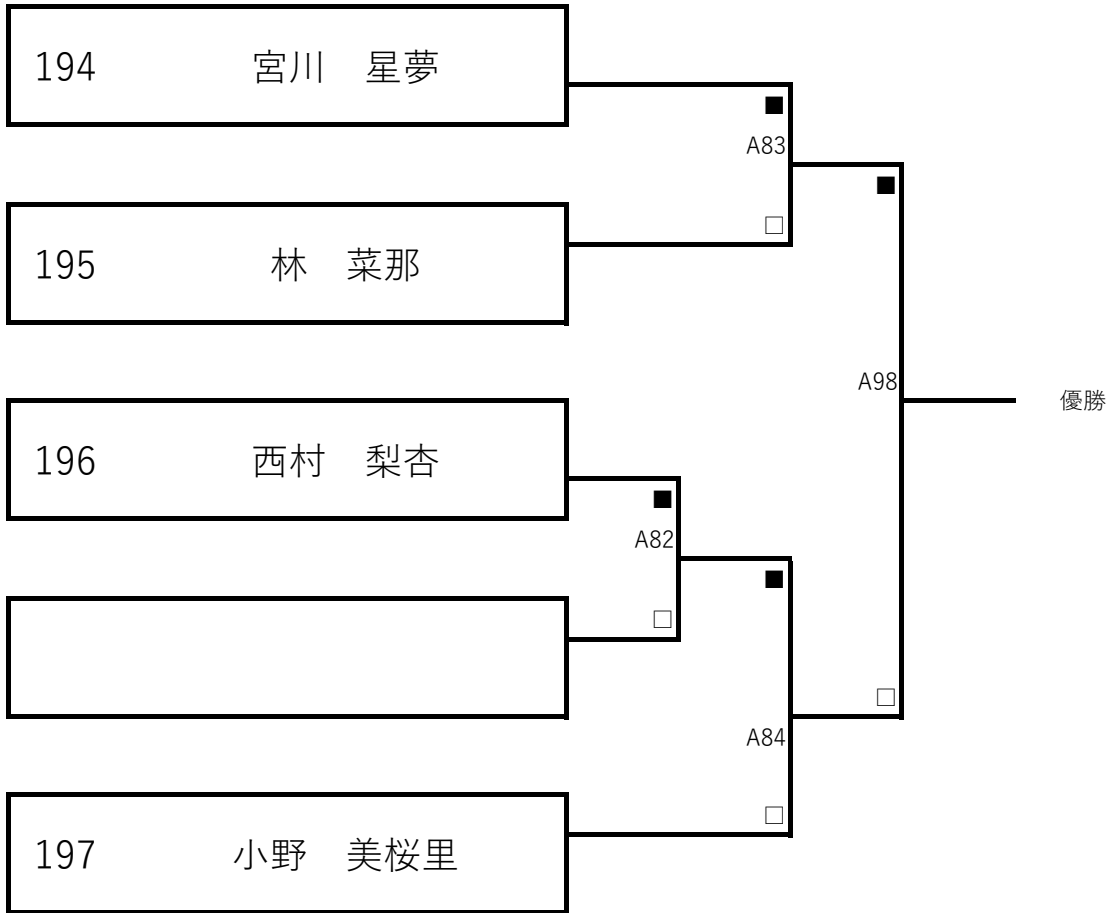 194 宮川 星夢
■
A83
■
□
195 林 菜那
A98
優勝
196 西村 梨杏
■
A82
■
□
□
A84
□
197 小野 美桜里